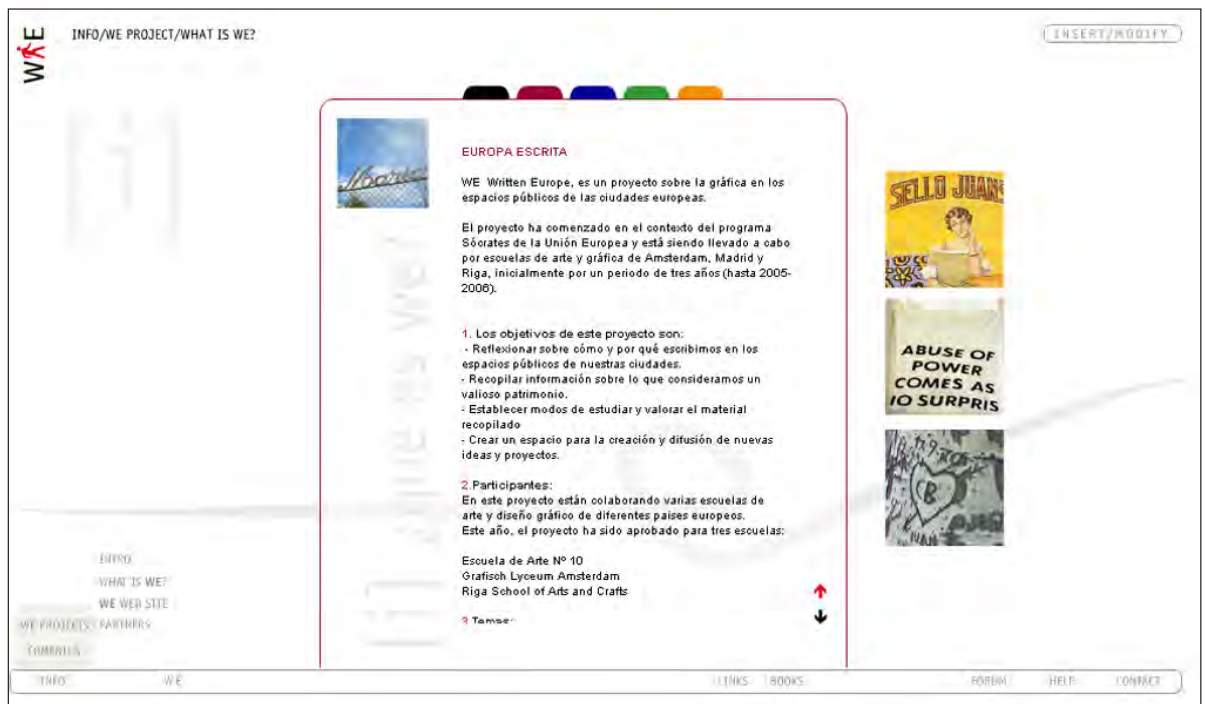 WE
INFO/WE PROJECT/WHAT IS WE?
INSERT/MODIFY
[i]
EUROPA ESCRITA
WE Written Europe, es un proyecto sobre la gráfica en los
espacios públicos de las ciudades europeas.
El proyecto ha comenzado en el contexto del programa
Sócrates de la Unión Europea y está siendo llevado a cabo
por escuelas de arte y gráfica de Amsterdam, Madrid y
Riga, inicialmente por un periodo de tres años (hasta 2005-
2006).
1. Los objetivos de este proyecto son:
- Reflexionar sobre cómo y por qué escribimos en los
espacios públicos de nuestras ciudades.
- Recopilar información sobre lo que consideramos un
valioso patrimonio.
- Establecer modos de estudiar y valorar el material
recopilado
- Crear un espacio para la creación y difusión de nuevas
ideas y proyectos.
2.Participantes:
En este proyecto están colaborando varias escuelas de
arte y diseño gráfico de diferentes paises europeos.
Este año, el proyecto ha sido aprobado para tres escuelas:
Escuela de Arte Nº 10
Grafisch Lyceum Amsterdam
Riga School of Arts and Crafts
[i] que es we?
SELLO JUAN
ABUSE OF
POWER
COMES AS
IO SURPRIS
B
INTRO
WHAT IS WE?
WE WEB SITE
WE PROJECTS PARTNERS
COMENIUS
INFO WE LINKS BOOKS FORUM HELP CONTACT